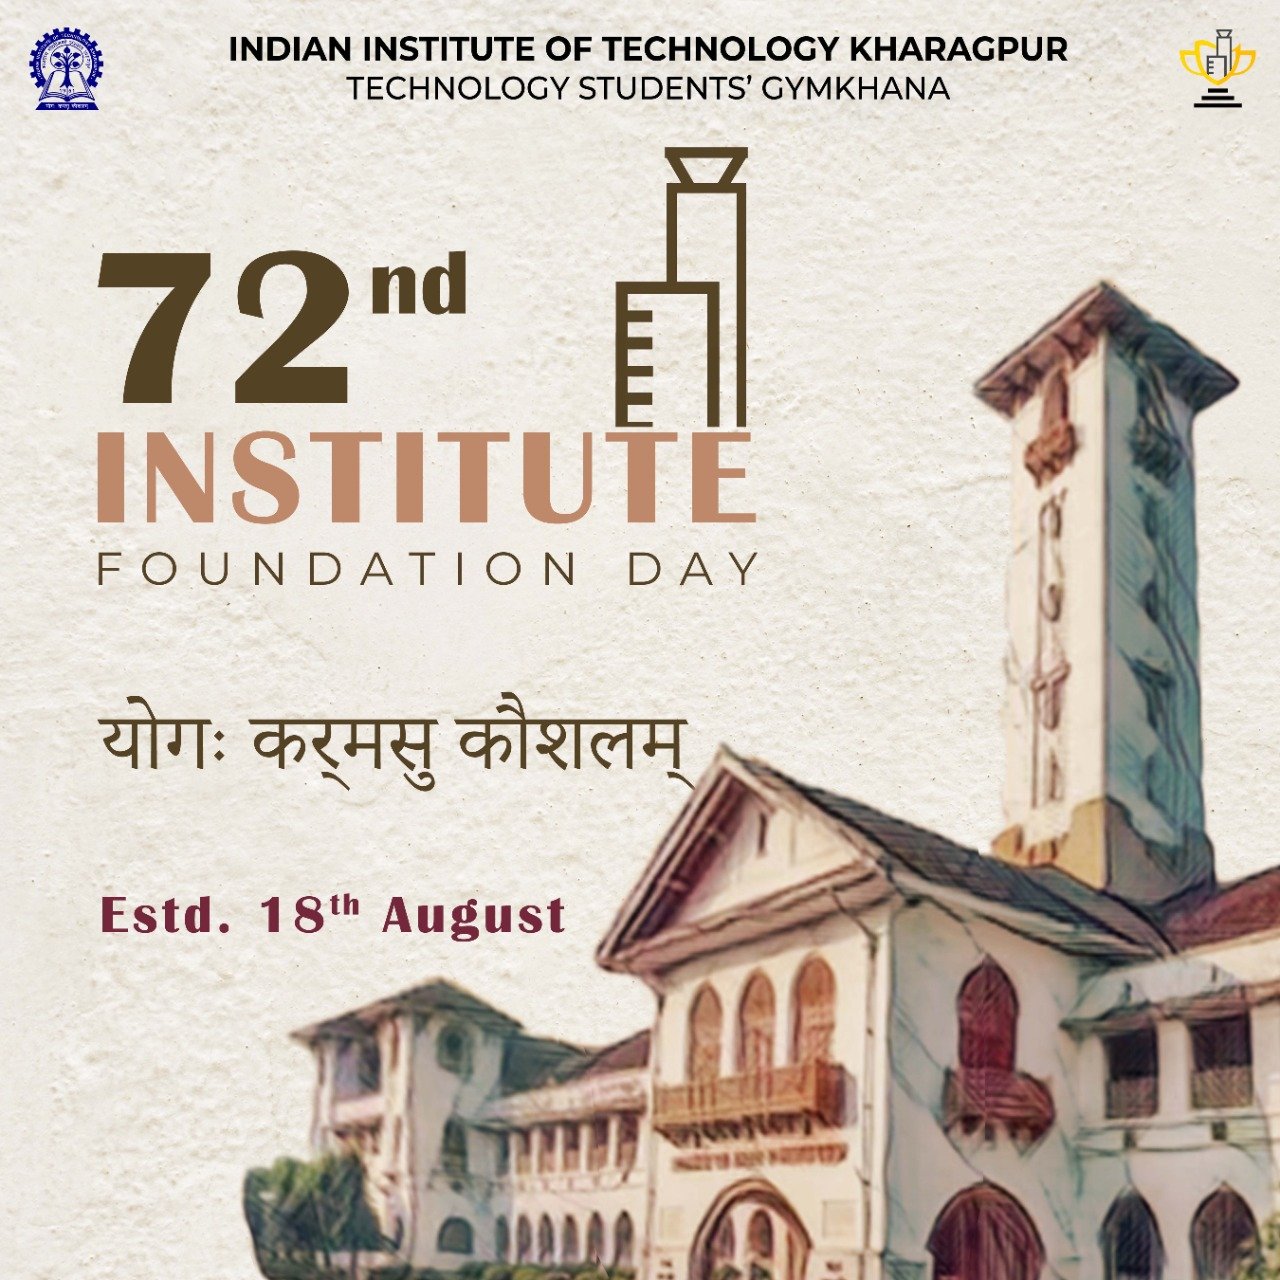 INDIAN INSTITUTE OF TECHNOLOGY KHARAGPUR
TECHNOLOGY STUDENTS’ GYMKHANA
72nd
INSTITUTE
FOUNDATION DAY
योगः कर्‌मसु कौशलम्
Estd. 18th August